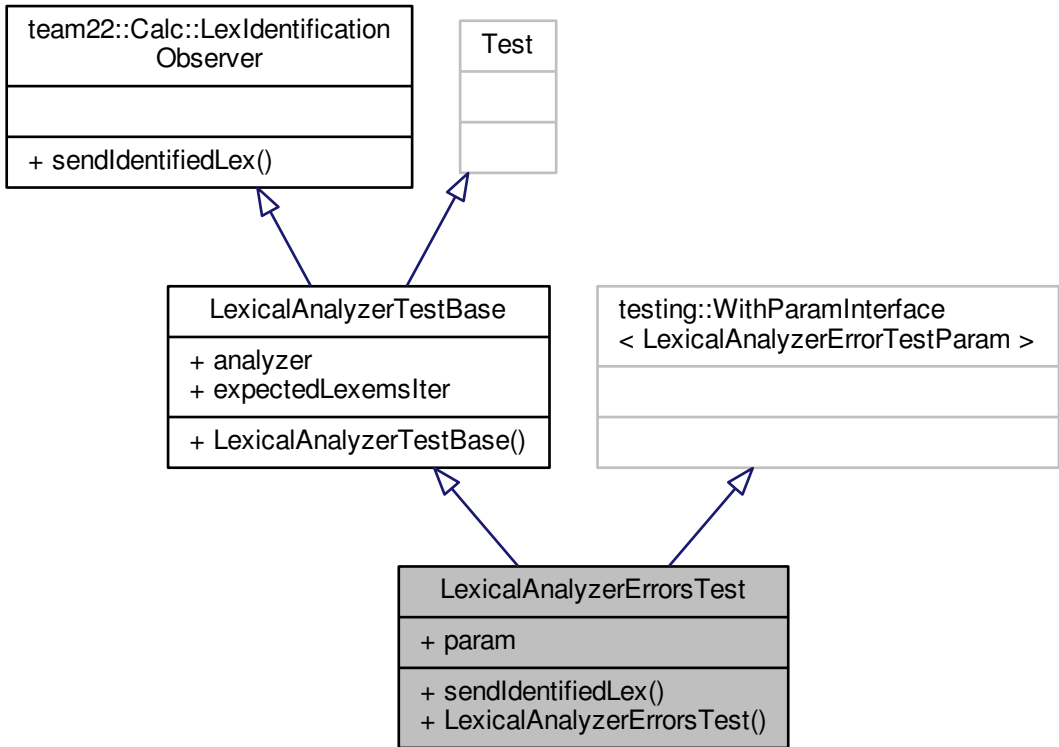 team22::Calc::LexIdentification
Observer
+ sendIdentifiedLex()
Test
LexicalAnalyzerTestBase
+ analyzer
+ expectedLexemsIter
+ LexicalAnalyzerTestBase()
testing::WithParamInterface
< LexicalAnalyzerErrorTestParam >
LexicalAnalyzerErrorsTest
+ param
+ sendIdentifiedLex()
+ LexicalAnalyzerErrorsTest()